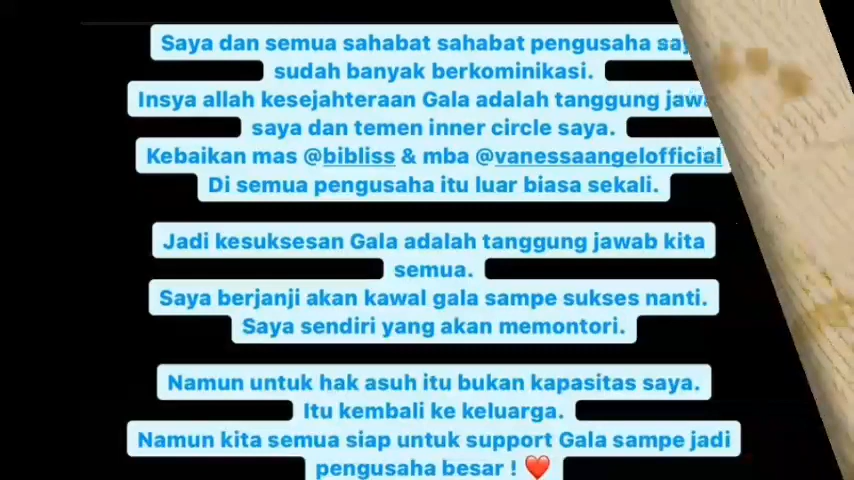 Saya dan semua sahabat sahabat pengusaha
sudah banyak berkominikasi.
Insya allah kesejahteraan Gala adalah tanggung
saya dan temen inner circle saya.
Kebaikan mas @bibliss & mba @vanessaangelofficial
Di semua pengusaha itu luar biasa sekali.
Jadi kesuksesan Gala adalah tanggung jawab kita
semua.
Saya berjanji akan kawal gala sampe sukses nanti.
Saya sendiri yang akan memontori.
Namun untuk hak asuh itu bukan kapasitas saya.
Itu kembali ke keluarga.
Namun kita semua siap untuk support Gala sampe jadi
pengusaha besar ! ❤️